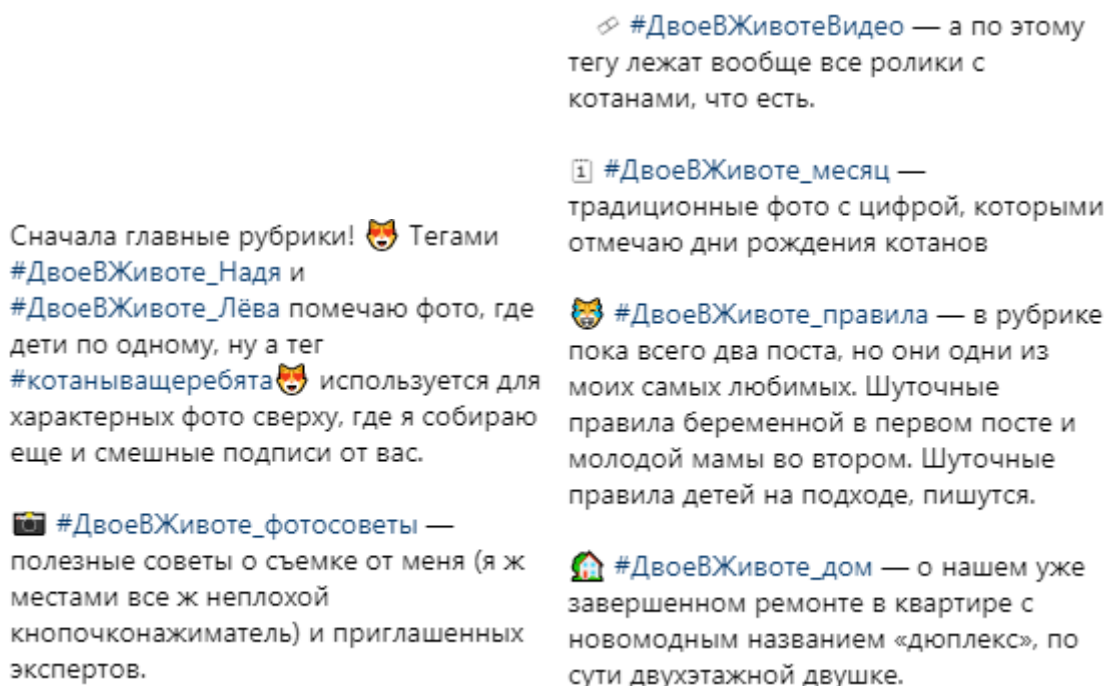 Сначала главные рубрики! 😻 Тегами
#ДвоеВЖивоте_Надя и
#ДвоеВЖивоте_Лёва помечаю фото, где
дети по одному, ну а тег
#котаныващеребята😻 используется для
характерных фото сверху, где я собираю
еще и смешные подписи от вас.
📷 #ДвоеВЖивоте_фотосоветы —
полезные советы о съемке от меня (я ж
местами все ж неплохой
кнопочконажиматель) и приглашенных
экспертов.
#ДвоеВЖивотеВидео — а по этому
тегу лежат вообще все ролики с
котанами, что есть.
🗓 #ДвоеВЖивоте_месяц —
традиционные фото с цифрой, которыми
отмечаю дни рождения котанов
😹 #ДвоеВЖивоте_правила — в рубрике
пока всего два поста, но они одни из
моих самых любимых. Шуточные
правила беременной в первом посте и
молодой мамы во втором. Шуточные
правила детей на подходе, пишутся.
🏡 #ДвоеВЖивоте_дом — о нашем уже
завершенном ремонте в квартире с
новомодным названием «дюплекс», по
сути двухэтажной двушке.